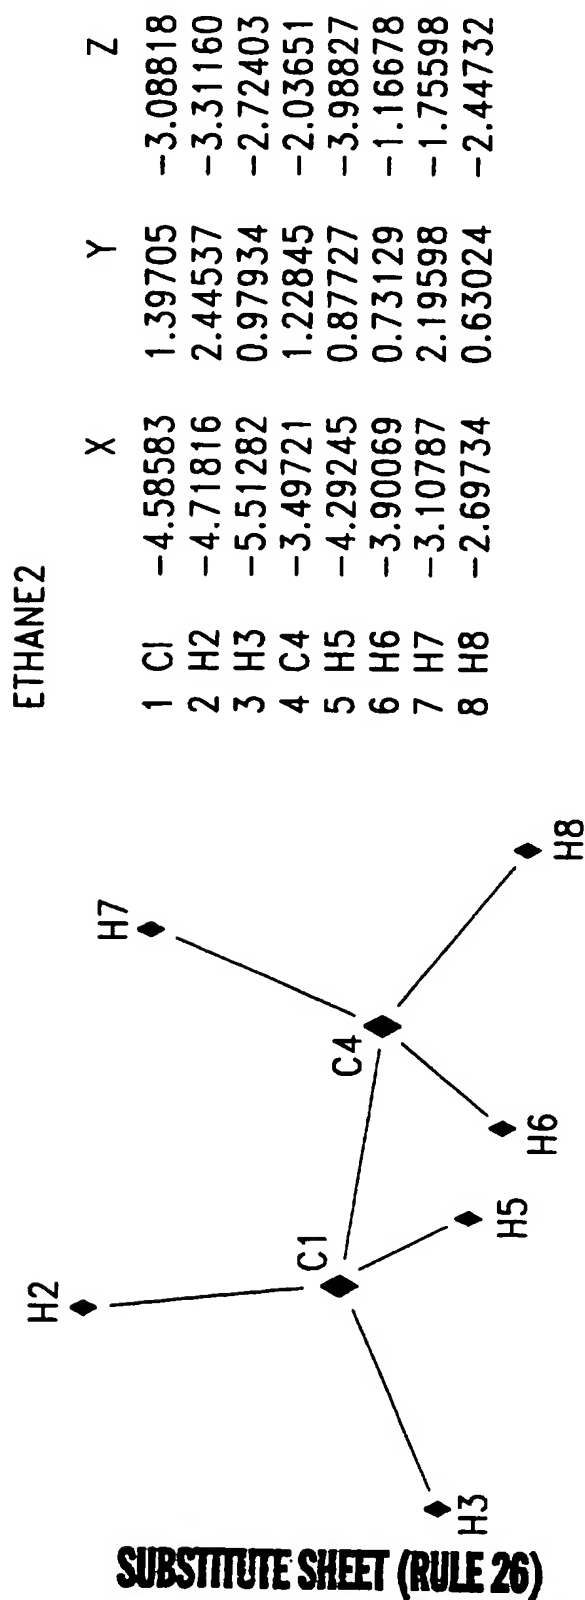 ETHANE2
X Y Z
1 Cl −4.58583 1.39705 −3.08818
2 H2 −4.71816 2.44537 −3.31160
3 H3 −5.51282 0.97934 −2.72403
4 C4 −3.49721 1.22845 −2.03651
5 H5 −4.29245 0.87727 −3.98827
6 H6 −3.90069 0.73129 −1.16678
7 H7 −3.10787 2.19598 −1.75598
8 H8 −2.69734 0.63024 −2.44732
H7
H2
C1
C4
H8
H6
H5
H3
SUBSTITUTE SHEET (RULE 26)